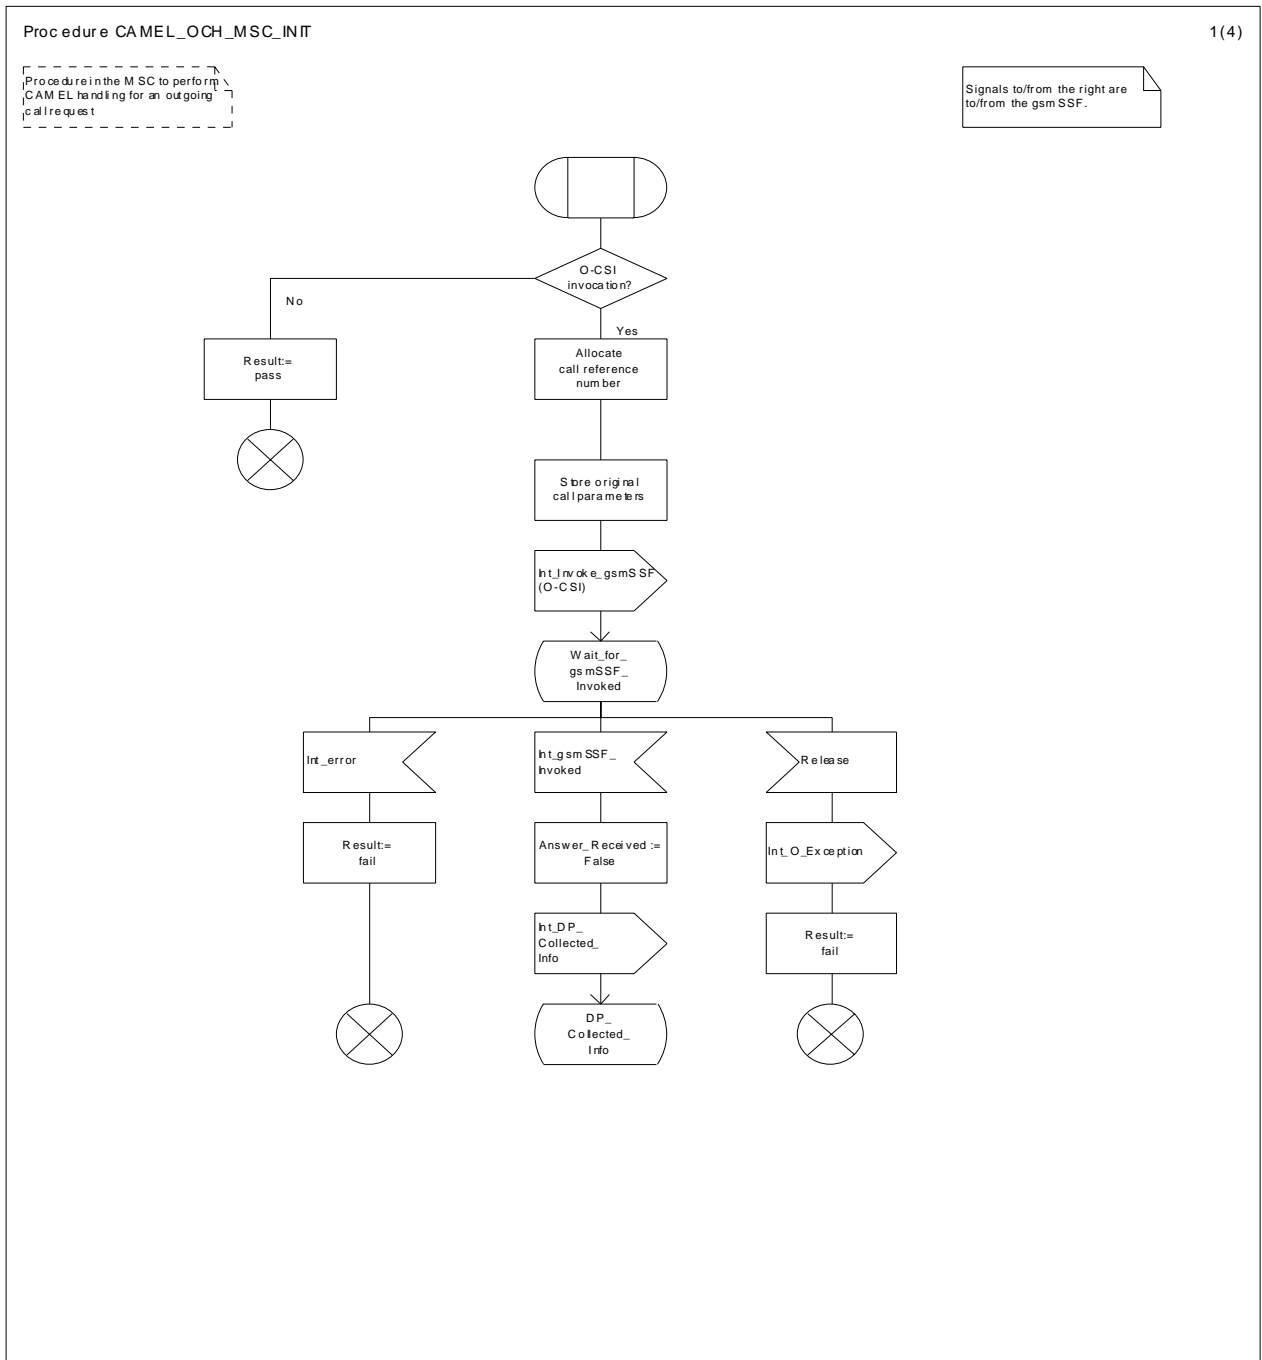 Procedure CAMEL_OCH_MSC_INIT
1(4)
Procedure in the MSC to perform
CAMEL handling for an outgoing
call request
Signals to/from the right are
to/from the gsmSSF.
O-CSI
invocation?
No
Yes
Result:=
pass
Allocate
call reference
number
Store original
call parameters
Int_Invoke_gsmSSF
(O-CSI)
Wait_for_
gsmSSF_
Invoked
Int_error
Int_gsmSSF_
Invoked
Release
Result:=
fail
Answer_Received :=
False
Int_O_Exception
Int_DP_
Collected_
Info
Result:=
fail
DP_
Collected_
Info